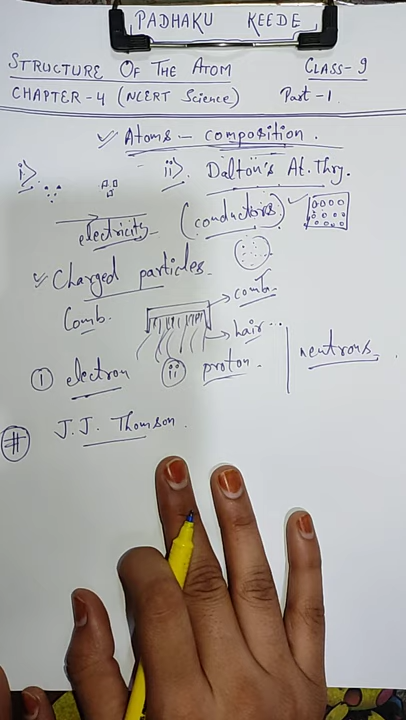 PADHAKU KEEDE
STRUCTURE OF THE ATOM CLASS-9
CHAPTER-4 (NCERT Science) Part-1.
Atoms - composition.
i> ii> Dalton's At. Thry.
electricity (conductors)
Charged particles
Comb. comb.
hair...
① electron ⓘⓘ proton. neutrons.
# J.J. Thomson.